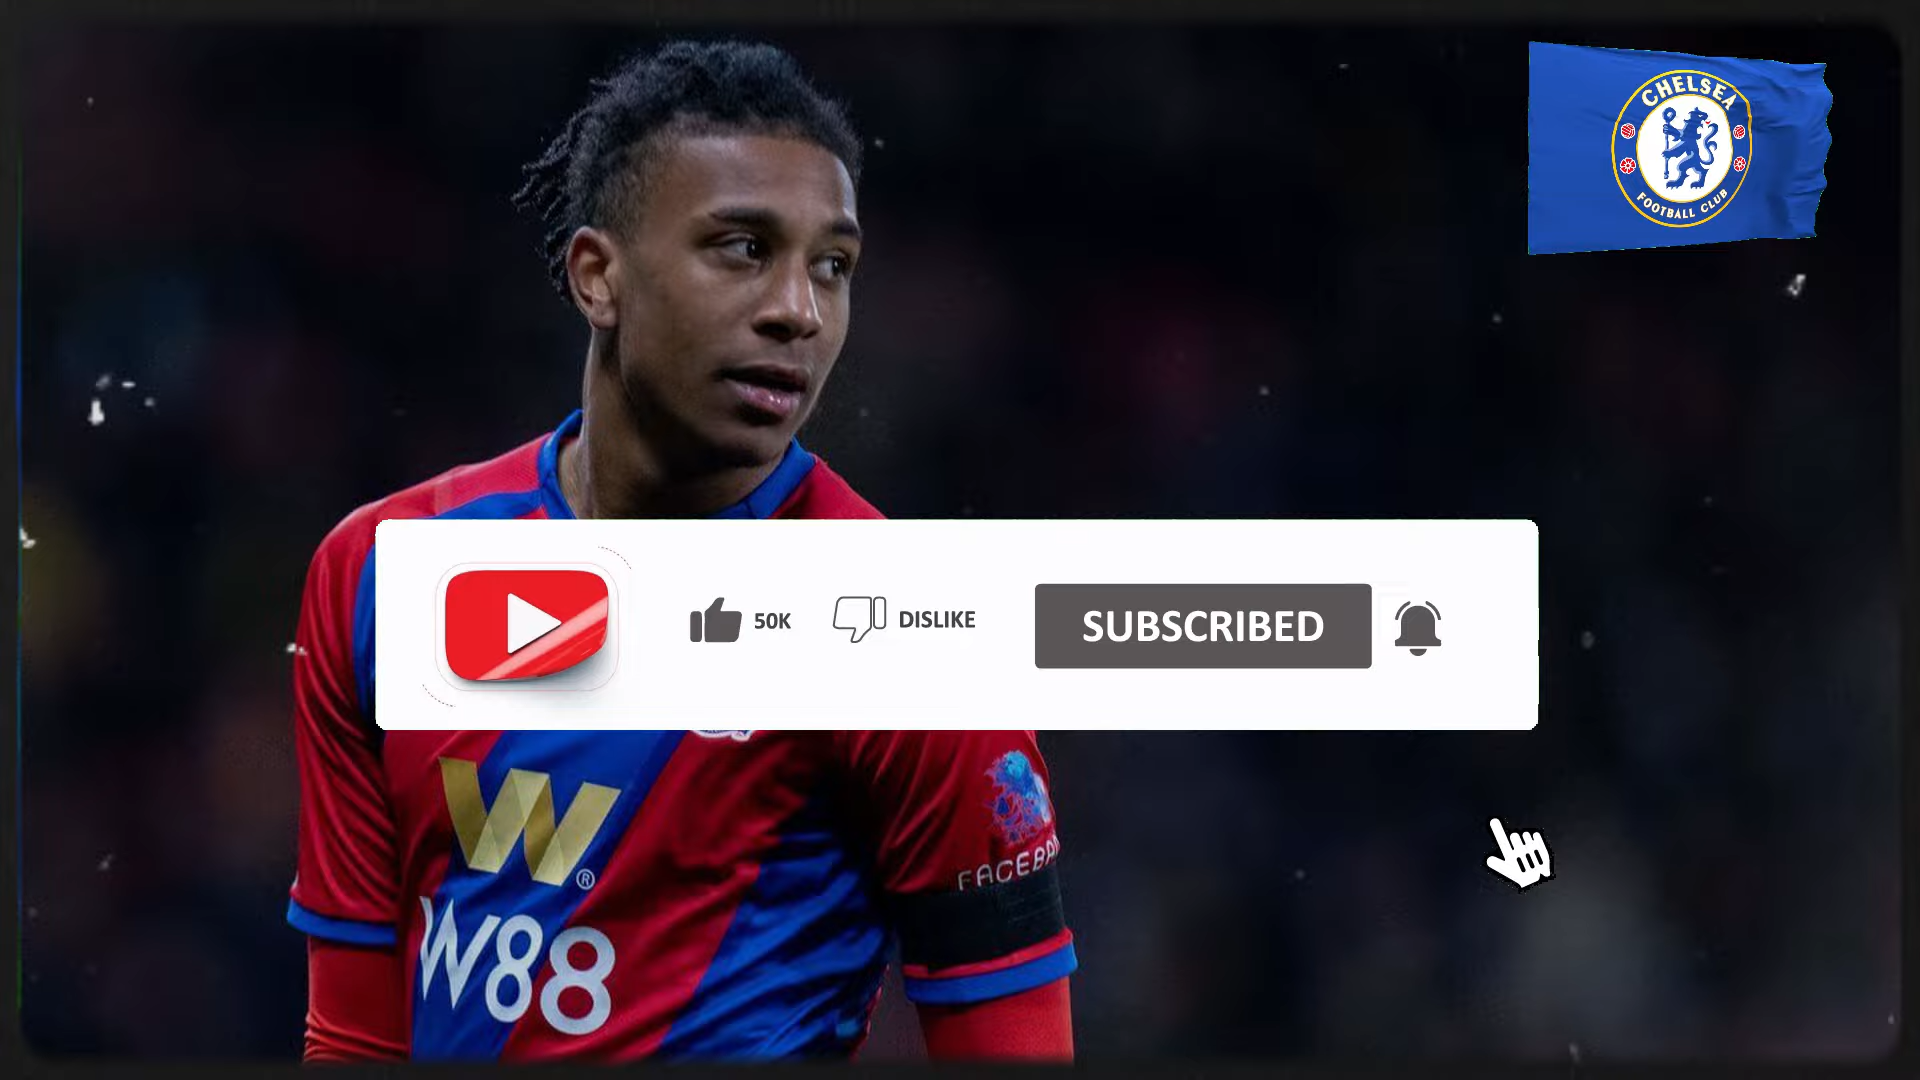 CHELSEA
FOOTBALL CLUB
50K
DISLIKE
SUBSCRIBED
W®
W88